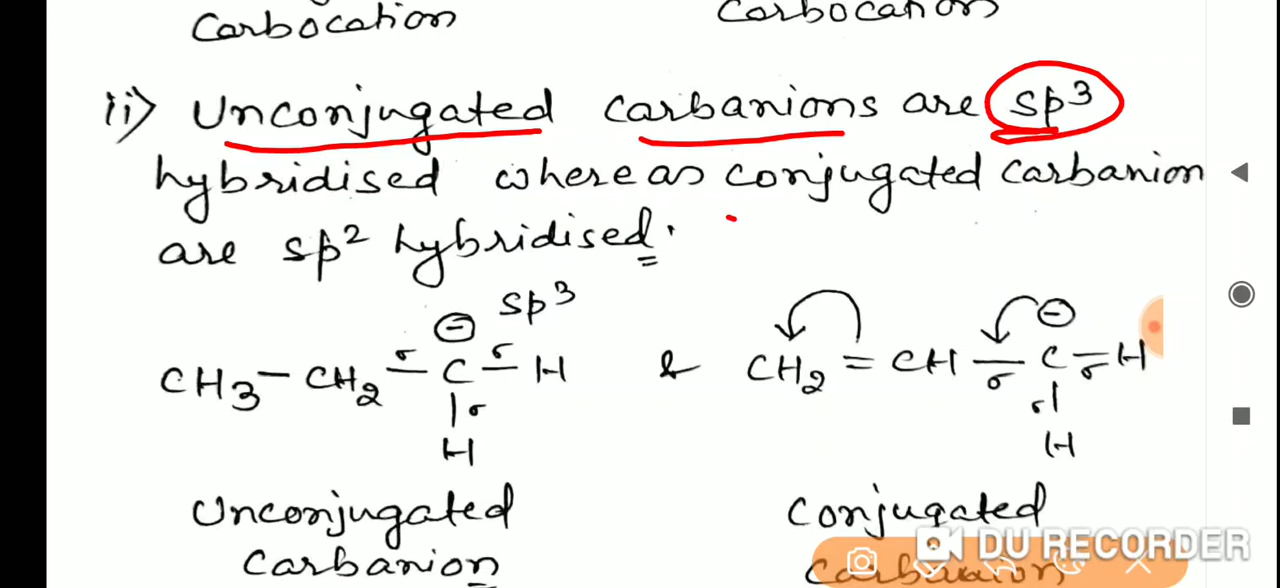 Carbocation Carbocation
ii) Unconjugated carbanions are sp³
hybridised whereas conjugated carbanion
are sp² hybridised.
⊖ sp³ ⊖
CH3 – CH2 –σ C –σ H & CH2 = CH –σ C –σ H
|σ σ|
H H
Unconjugated conjugated
carbanion carbanion
DU RECORDER